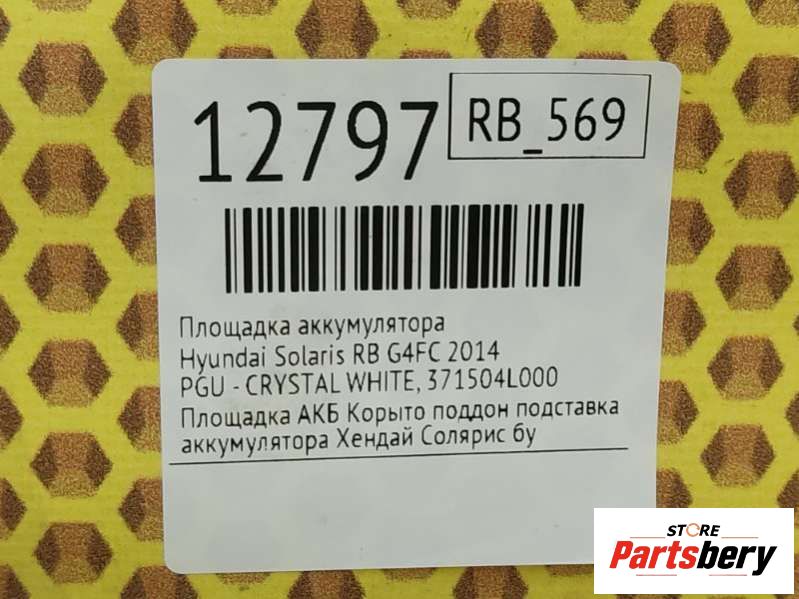 12797
RB_569
Площадка аккумулятора
Hyundai Solaris RB G4FC 2014
PGU - CRYSTAL WHITE, 371504L000
Площадка АКБ Корыто поддон подставка
аккумулятора Хендай Солярис бу
STORE
Partsbery